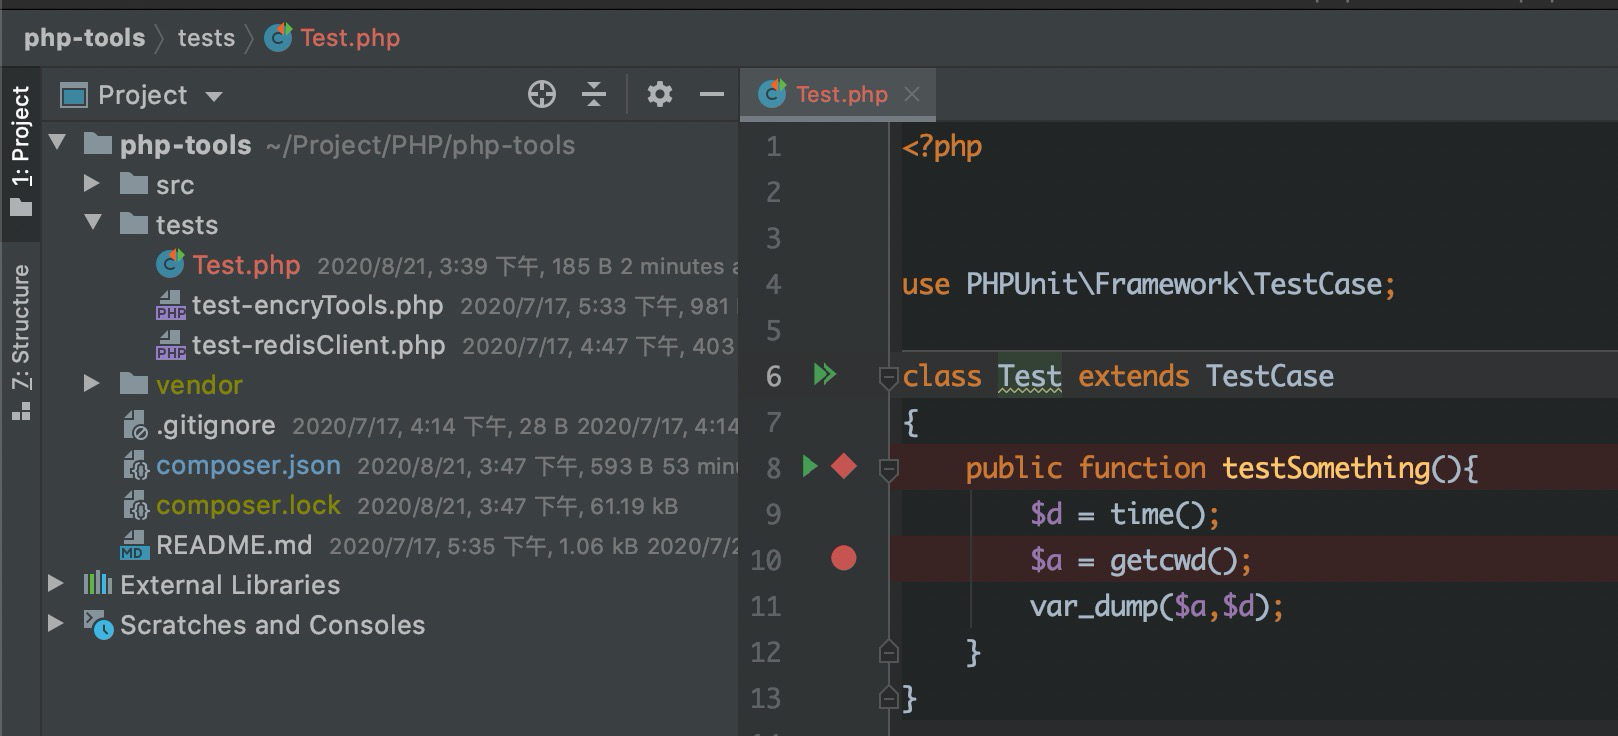 php-tools tests Test.php
1: Project
Z: Structure
Project
php-tools ~/Project/PHP/php-tools
src
tests
Test.php 2020/8/21, 3:39 下午, 185 B 2 minutes a
PHP test-encryTools.php 2020/7/17, 5:33 下午, 981
PHP test-redisClient.php 2020/7/17, 4:47 下午, 403
vendor
.gitignore 2020/7/17, 4:14 下午, 28 B 2020/7/17, 4:14
composer.json 2020/8/21, 3:47 下午, 593 B 53 minu
composer.lock 2020/8/21, 3:47 下午, 61.19 kB
MD README.md 2020/7/17, 5:35 下午, 1.06 kB 2020/7/2
External Libraries
Scratches and Consoles
Test.php
1 <?php
2
3
4 use PHPUnit\Framework\TestCase;
5
6 class Test extends TestCase
7 {
8 public function testSomething(){
9 $d = time();
10 $a = getcwd();
11 var_dump($a,$d);
12 }
13 }